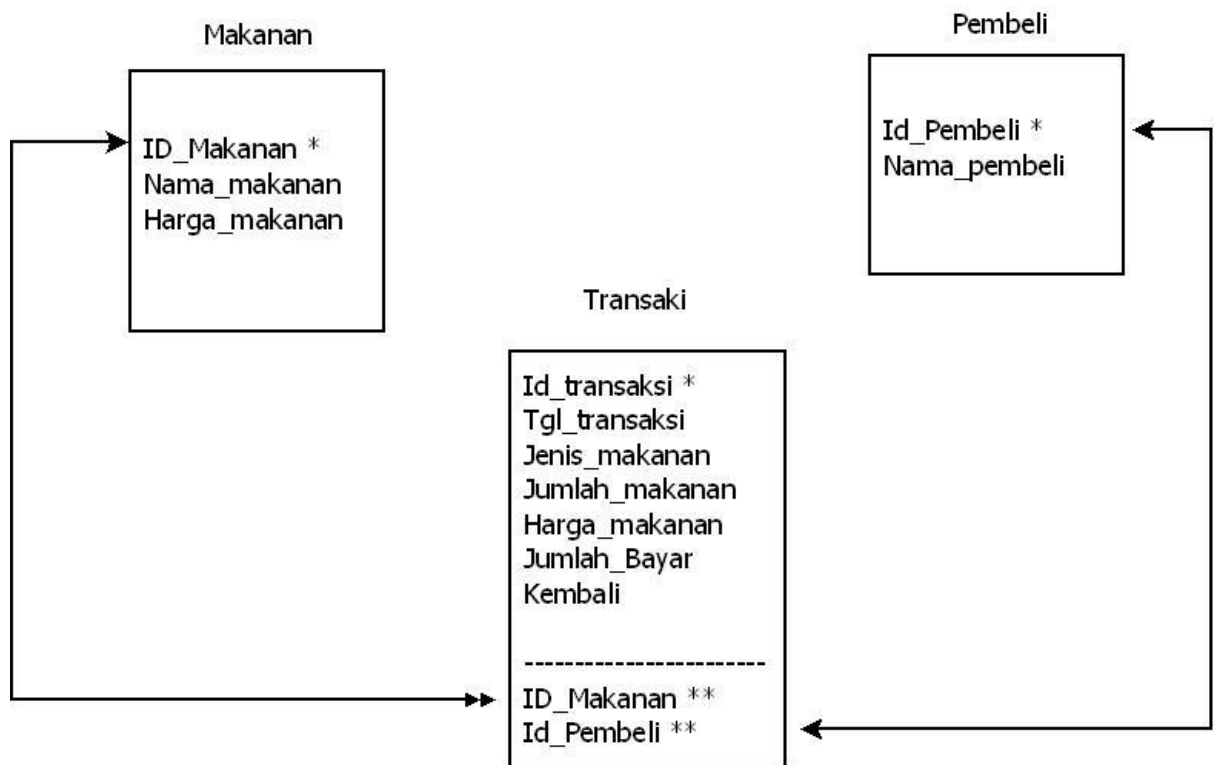 Makanan
ID_Makanan *
Nama_makanan
Harga_makanan
Pembeli
Id_Pembeli *
Nama_pembeli
Transaki
Id_transaksi *
Tgl_transaksi
Jenis_makanan
Jumlah_makanan
Harga_makanan
Jumlah_Bayar
Kembali
------------------------
ID_Makanan **
Id_Pembeli **